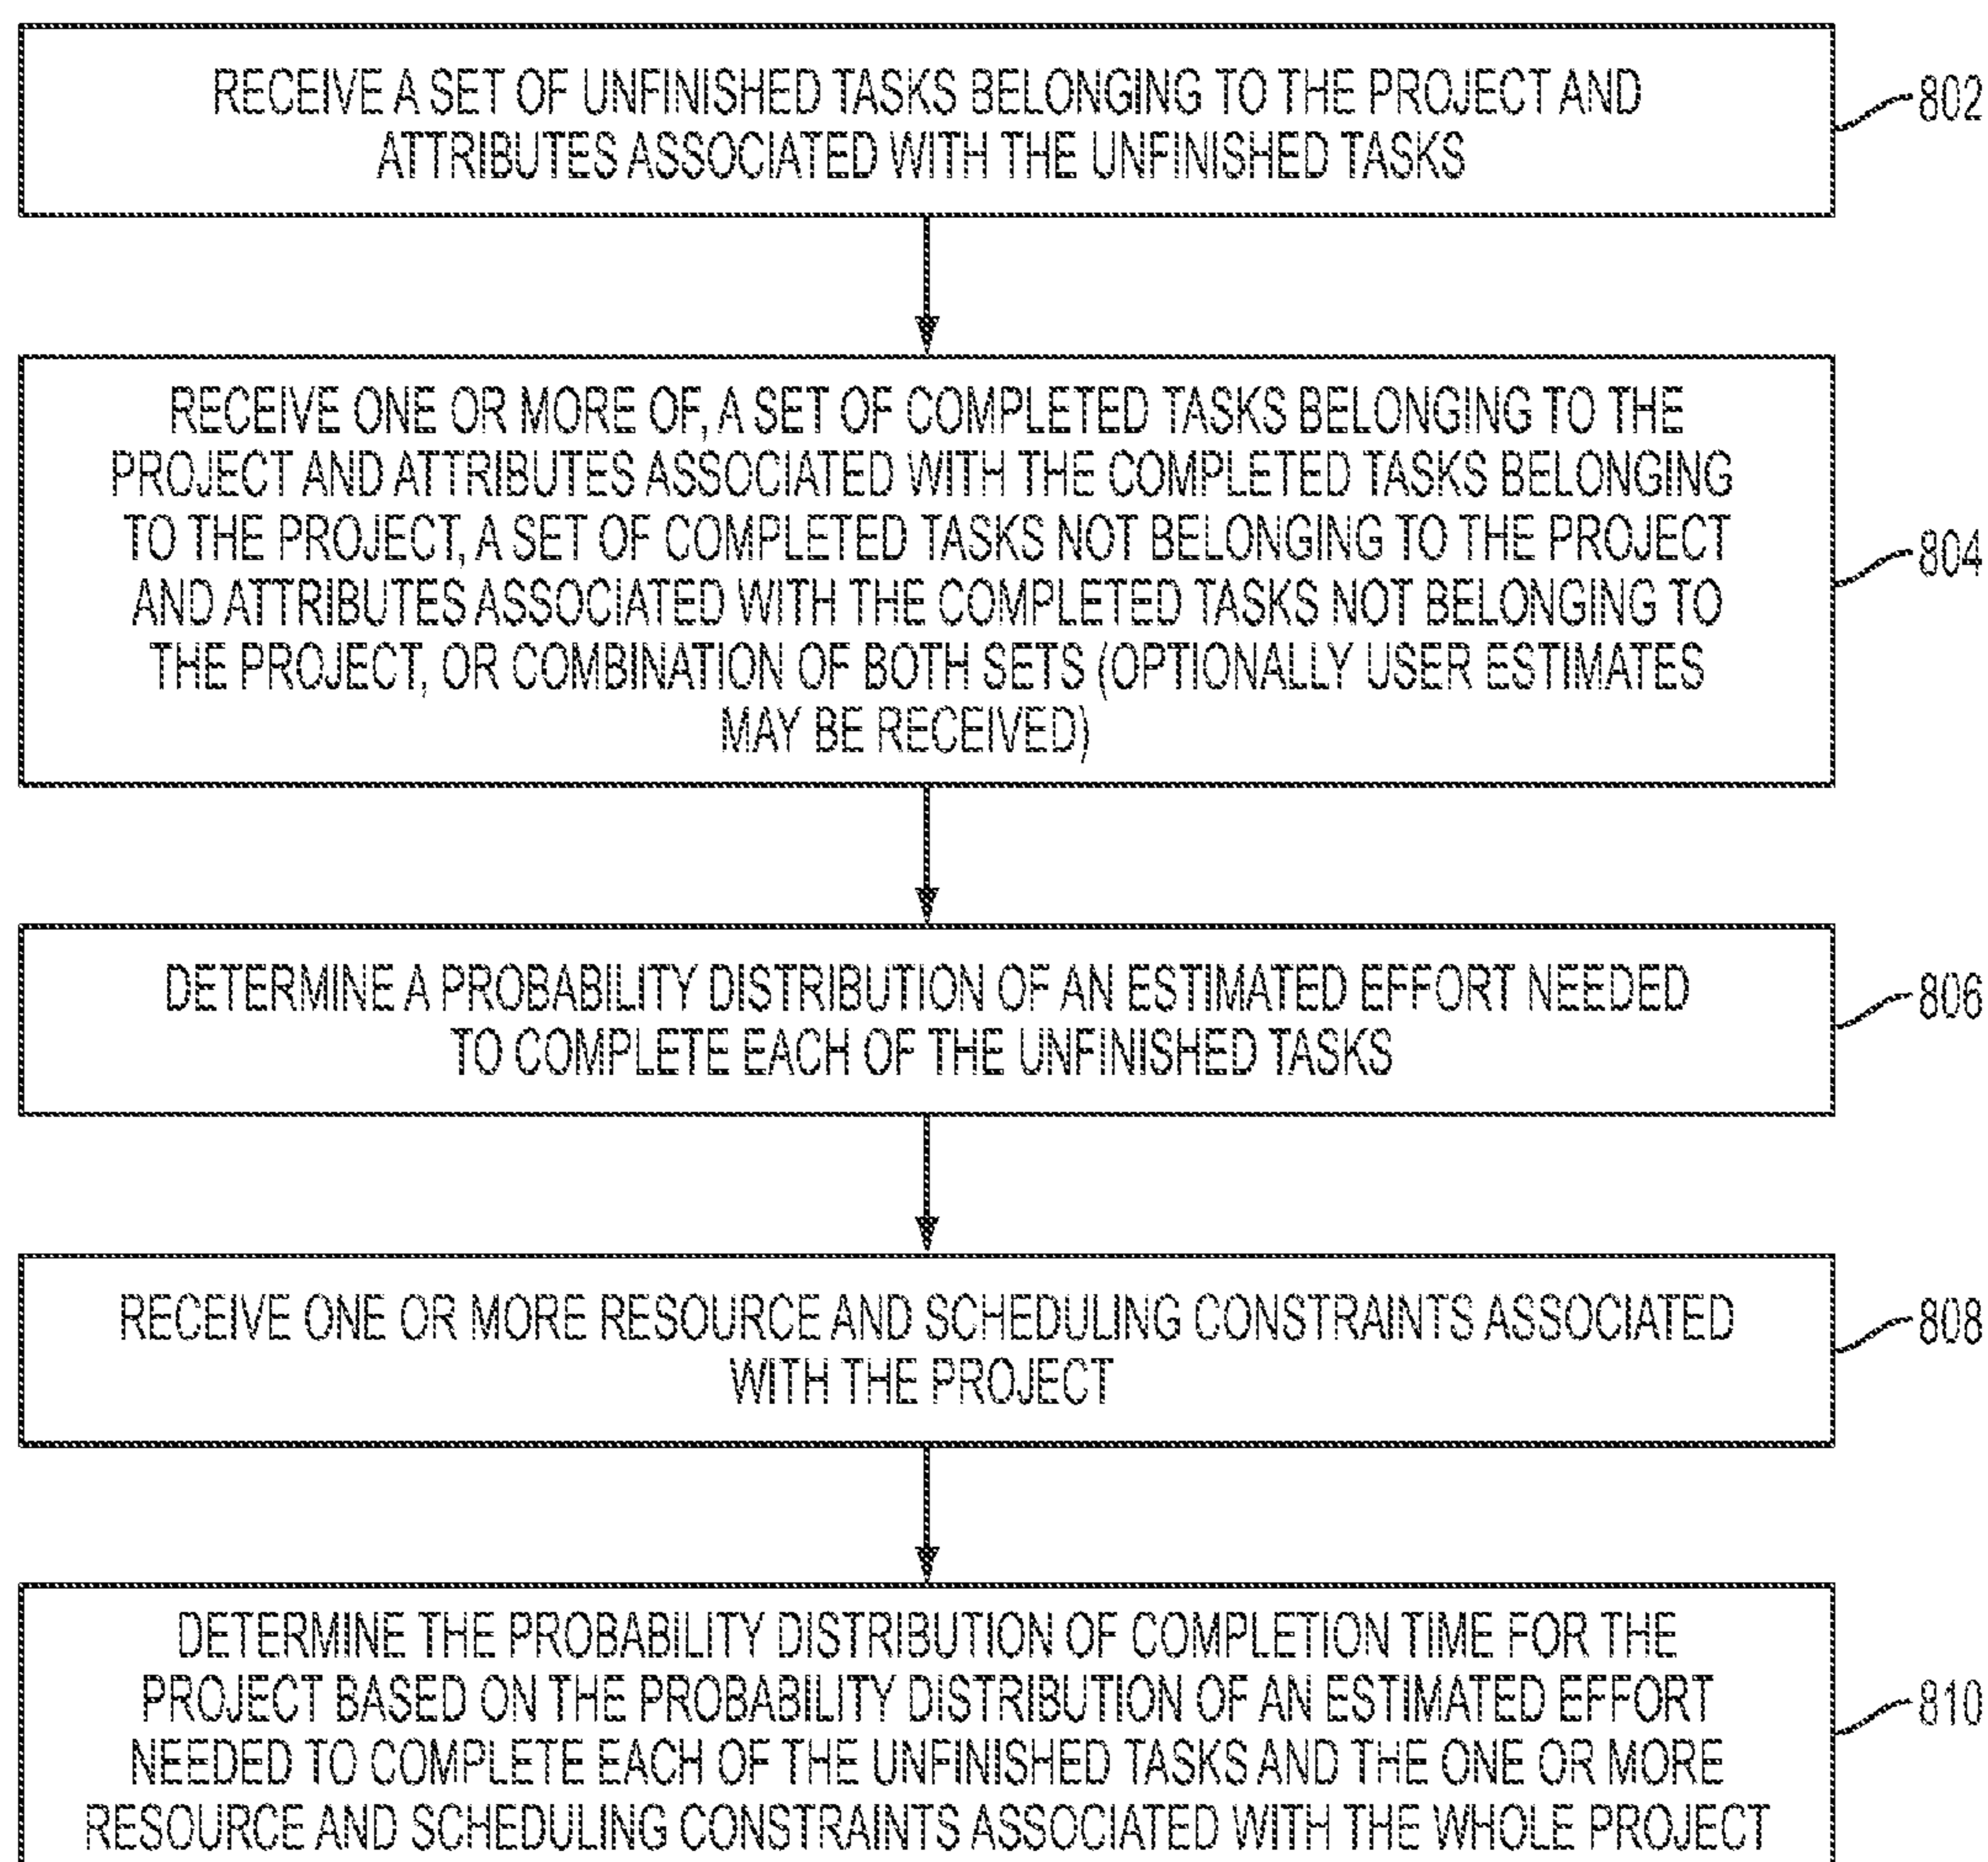 RECEIVE A SET OF UNFINISHED TASKS BELONGING TO THE PROJECT AND
ATTRIBUTES ASSOCIATED WITH THE UNFINISHED TASKS
802
RECEIVE ONE OR MORE OF, A SET OF COMPLETED TASKS BELONGING TO THE
PROJECT AND ATTRIBUTES ASSOCIATED WITH THE COMPLETED TASKS BELONGING
TO THE PROJECT, A SET OF COMPLETED TASKS NOT BELONGING TO THE PROJECT
AND ATTRIBUTES ASSOCIATED WITH THE COMPLETED TASKS NOT BELONGING TO
THE PROJECT, OR COMBINATION OF BOTH SETS (OPTIONALLY USER ESTIMATES
MAY BE RECEIVED)
804
DETERMINE A PROBABILITY DISTRIBUTION OF AN ESTIMATED EFFORT NEEDED
TO COMPLETE EACH OF THE UNFINISHED TASKS
806
RECEIVE ONE OR MORE RESOURCE AND SCHEDULING CONSTRAINTS ASSOCIATED
WITH THE PROJECT
808
DETERMINE THE PROBABILITY DISTRIBUTION OF COMPLETION TIME FOR THE
PROJECT BASED ON THE PROBABILITY DISTRIBUTION OF AN ESTIMATED EFFORT
NEEDED TO COMPLETE EACH OF THE UNFINISHED TASKS AND THE ONE OR MORE
RESOURCE AND SCHEDULING CONSTRAINTS ASSOCIATED WITH THE WHOLE PROJECT
810